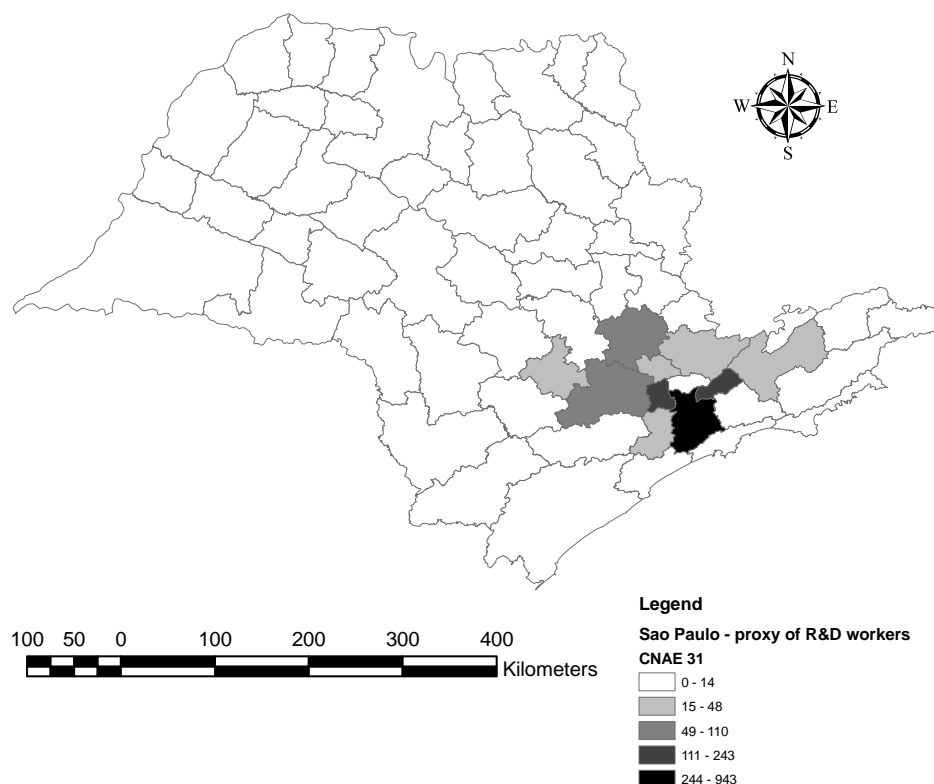 N
W E
S
100 50 0 100 200 300 400
Kilometers
Legend
Sao Paulo - proxy of R&D workers
CNAE 31
0 - 14
15 - 48
49 - 110
111 - 243
244 - 943